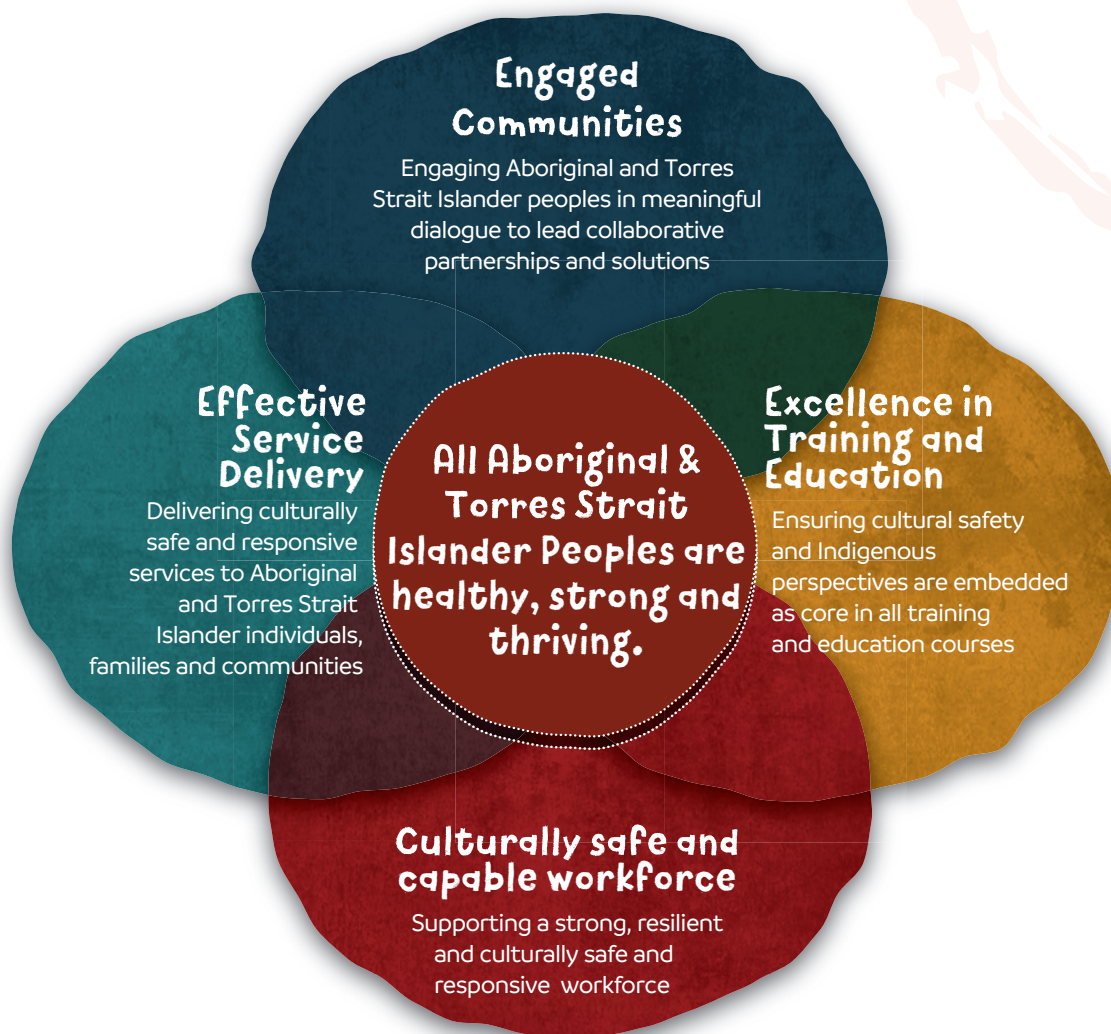 Engaged
Communities
Engaging Aboriginal and Torres
Strait Islander peoples in meaningful
dialogue to lead collaborative
partnerships and solutions
Effective
Service
Delivery
Delivering culturally
safe and responsive
services to Aboriginal
and Torres Strait
Islander individuals,
families and communities
All Aboriginal &
Torres Strait
Islander Peoples are
healthy, strong and
thriving.
Excellence in
Training and
Education
Ensuring cultural safety
and Indigenous
perspectives are embedded
as core in all training
and education courses
Culturally safe and
capable workforce
Supporting a strong, resilient
and culturally safe and
responsive workforce